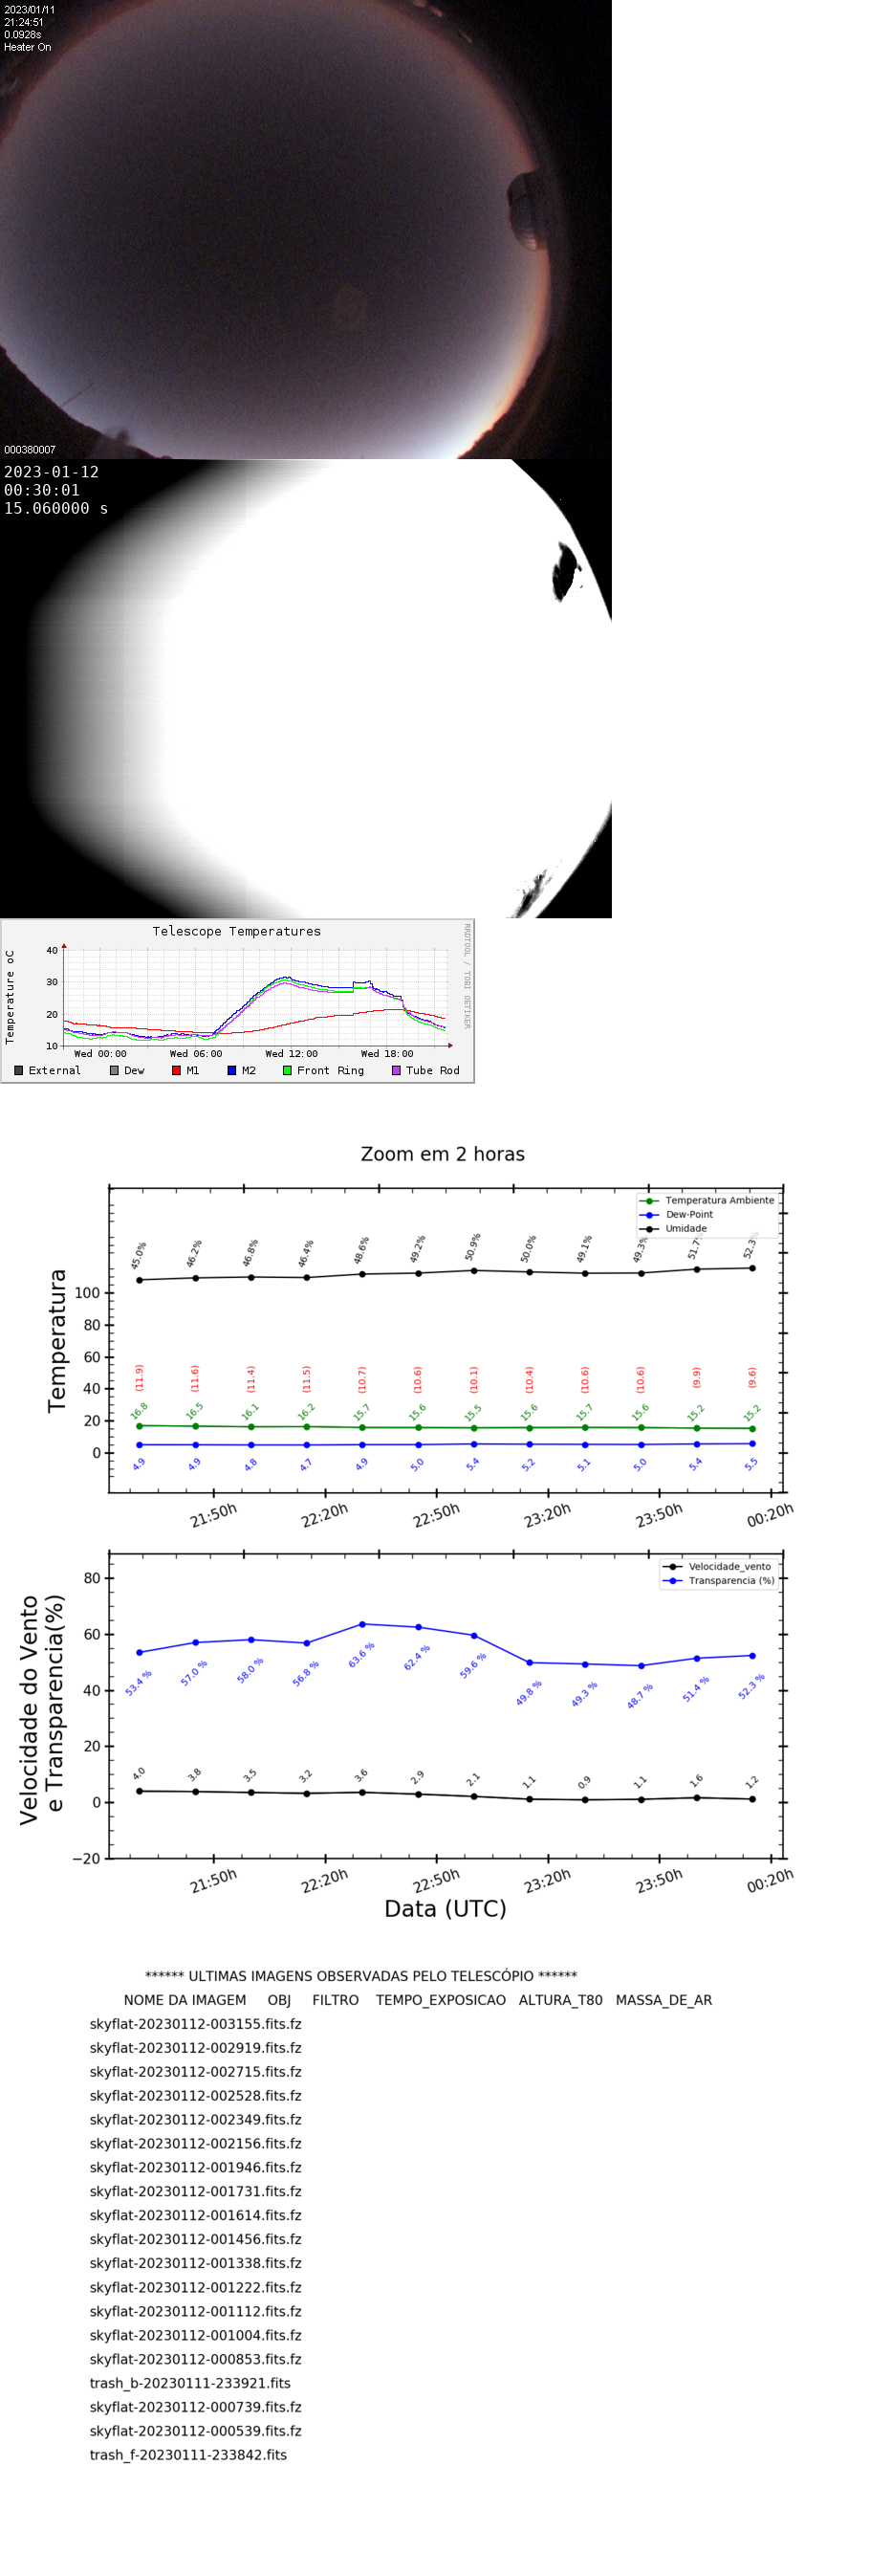 2023/01/11
21:24:51
0.0928s
Heater On
000380007
2023-01-12
00:30:01
15.060000 s
Telescope Temperatures
RRDTOOL / TOBI OETIKER
Temperature oC
40
30
20
10
Wed 00:00 Wed 06:00 Wed 12:00 Wed 18:00
External Dew M1 M2 Front Ring Tube Rod
Zoom em 2 horas
Temperatura Ambiente
Dew-Point
Umidade
45.0% 46.2% 46.8% 46.4% 48.6% 49.2% 50.9% 50.0% 49.1% 49.3% 51.7% 52.3%
Temperatura
100
80
60
40
20
0
(11.9) (11.6) (11.4) (11.5) (10.7) (10.6) (10.1) (10.4) (10.6) (10.6) (9.9) (9.6)
16.8 16.5 16.1 16.2 15.7 15.6 15.5 15.6 15.7 15.6 15.2 15.2
4.9 4.9 4.8 4.7 4.9 5.0 5.4 5.2 5.1 5.0 5.4 5.5
21:50h 22:20h 22:50h 23:20h 23:50h 00:20h
Velocidade_vento
Transparencia (%)
Velocidade do Vento
e Transparencia(%)
80
60
40
20
0
−20
53.4 % 57.0 % 58.0 % 56.8 % 63.6 % 62.4 % 59.6 % 49.8 % 49.3 % 48.7 % 51.4 % 52.3 %
4.0 3.8 3.5 3.2 3.6 2.9 2.1 1.1 0.9 1.1 1.6 1.2
21:50h 22:20h 22:50h 23:20h 23:50h 00:20h
Data (UTC)
****** ULTIMAS IMAGENS OBSERVADAS PELO TELESCÓPIO ******
NOME DA IMAGEM OBJ FILTRO TEMPO_EXPOSICAO ALTURA_T80 MASSA_DE_AR
skyflat-20230112-003155.fits.fz
skyflat-20230112-002919.fits.fz
skyflat-20230112-002715.fits.fz
skyflat-20230112-002528.fits.fz
skyflat-20230112-002349.fits.fz
skyflat-20230112-002156.fits.fz
skyflat-20230112-001946.fits.fz
skyflat-20230112-001731.fits.fz
skyflat-20230112-001614.fits.fz
skyflat-20230112-001456.fits.fz
skyflat-20230112-001338.fits.fz
skyflat-20230112-001222.fits.fz
skyflat-20230112-001112.fits.fz
skyflat-20230112-001004.fits.fz
skyflat-20230112-000853.fits.fz
trash_b-20230111-233921.fits
skyflat-20230112-000739.fits.fz
skyflat-20230112-000539.fits.fz
trash_f-20230111-233842.fits